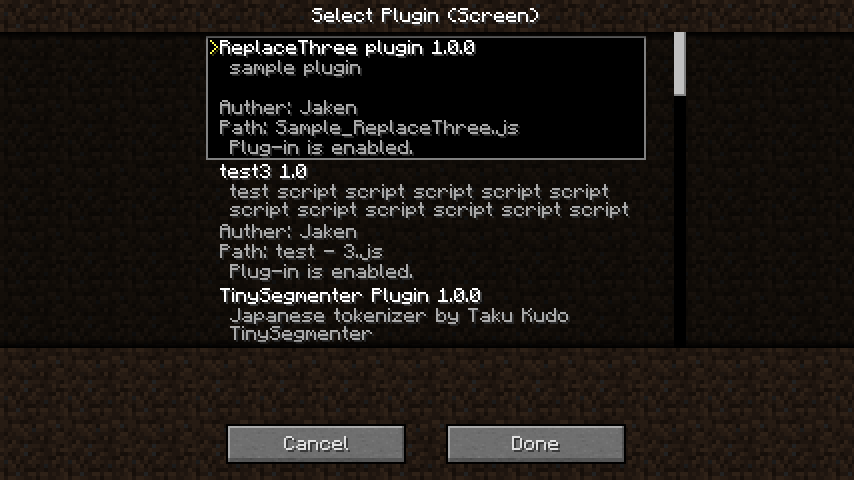 Select Plugin (Screen)
>ReplaceThree plugin 1.0.0
sample plugin
Auther: Jaken
Path: Sample_ReplaceThree.js
Plug-in is enabled.
test3 1.0
test script script script script script
script script script script script script
Auther: Jaken
Path: test - 3.js
Plug-in is enabled.
TinySegmenter Plugin 1.0.0
Japanese tokenizer by Taku Kudo
TinySegmenter
Cancel
Done